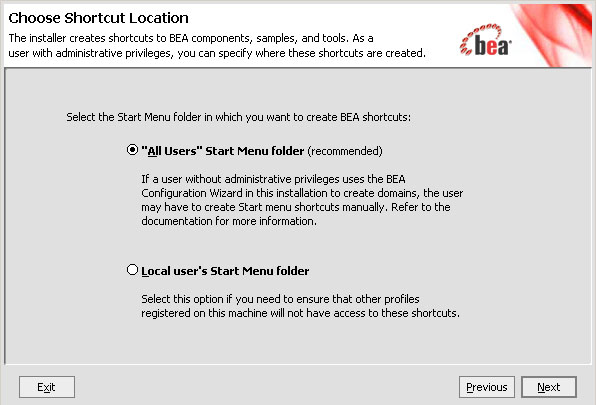 Choose Shortcut Location
The installer creates shortcuts to BEA components, samples, and tools. As a
user with administrative privileges, you can specify where these shortcuts are created.
bea
Select the Start Menu folder in which you want to create BEA shortcuts:
"All Users" Start Menu folder (recommended)
If a user without administrative privileges uses the BEA
Configuration Wizard in this installation to create domains, the user
may have to create Start menu shortcuts manually. Refer to the
documentation for more information.
Local user's Start Menu folder
Select this option if you need to ensure that other profiles
registered on this machine will not have access to these shortcuts.
Exit
Previous
Next